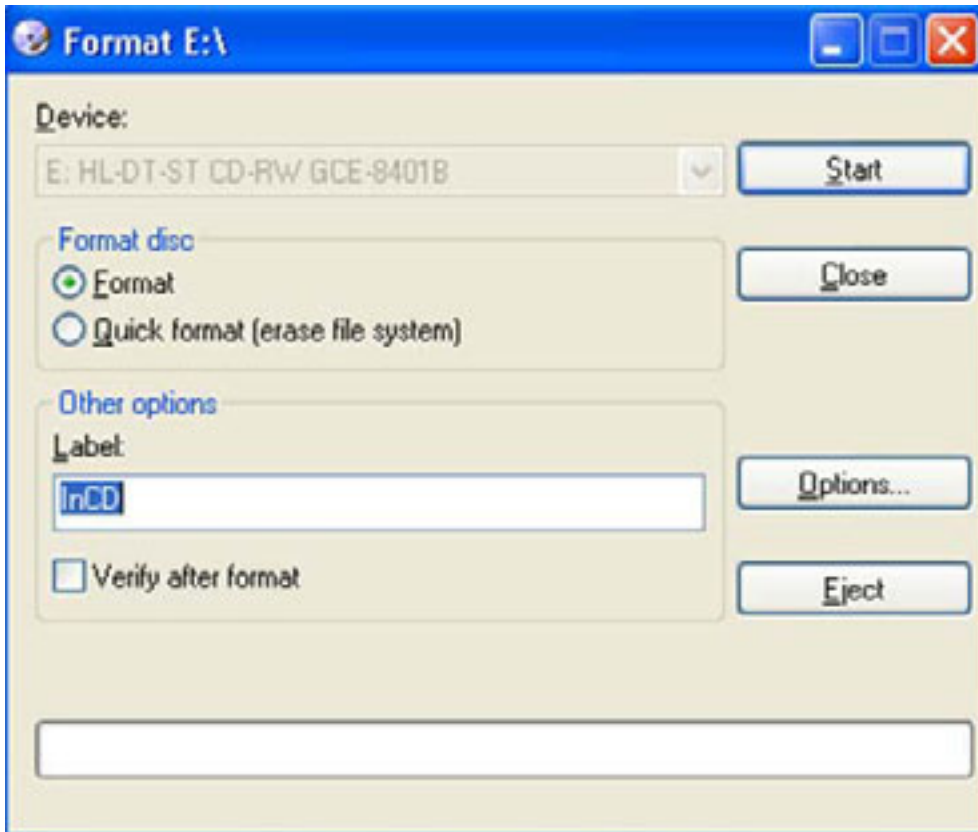 Format E:\
Device:
E: HL-DT-ST CD-RW GCE-8401B
Start
Format disc
Format
Close
Quick format (erase file system)
Other options
Label:
InCD
Options...
Verify after format
Eject